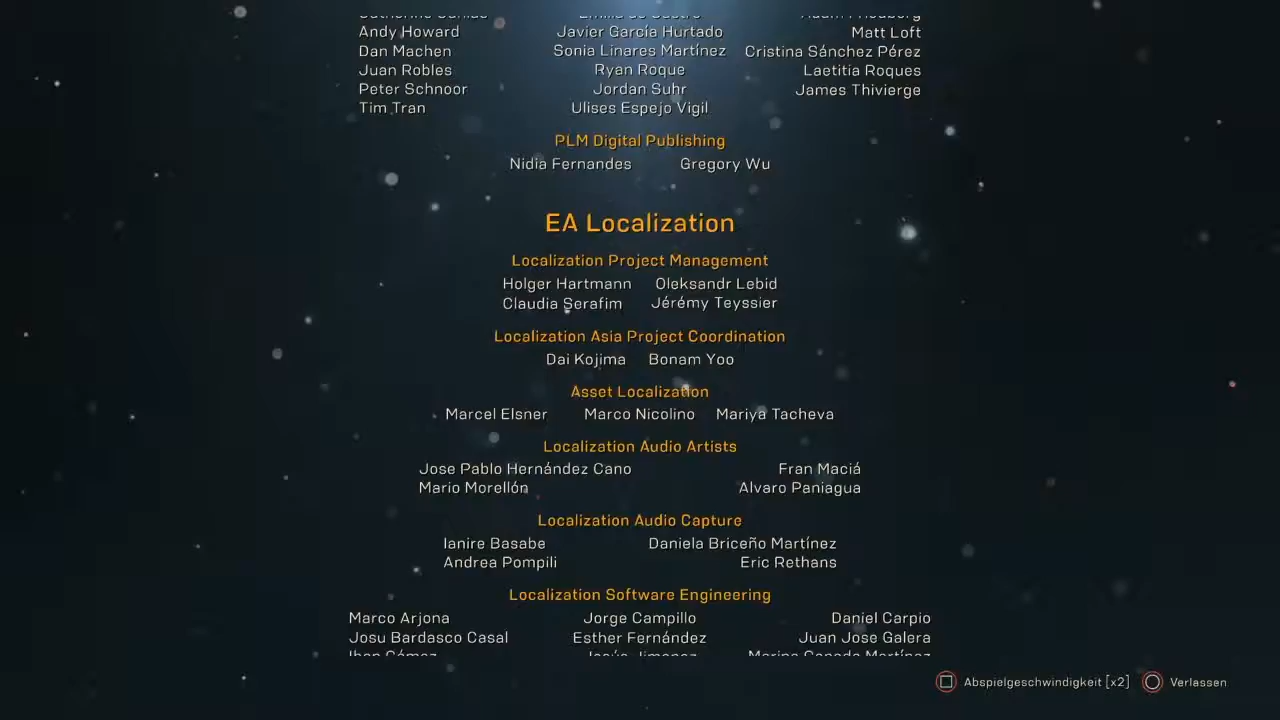 Andy Howard Javier García Hurtado Matt Loft
Dan Machen Sonia Linares Martínez Cristina Sánchez Pérez
Juan Robles Ryan Roque Laetitia Roques
Peter Schnoor Jordan Suhr James Thivierge
Tim Tran Ulises Espejo Vigil
PLM Digital Publishing
Nidia Fernandes Gregory Wu
EA Localization
Localization Project Management
Holger Hartmann Oleksandr Lebid
Claudia Serafim Jérémy Teyssier
Localization Asia Project Coordination
Dai Kojima Bonam Yoo
Asset Localization
Marcel Elsner Marco Nicolino Mariya Tacheva
Localization Audio Artists
Jose Pablo Hernández Cano Fran Maciá
Mario Morellón Alvaro Paniagua
Localization Audio Capture
Ianire Basabe Daniela Briceño Martínez
Andrea Pompili Eric Rethans
Localization Software Engineering
Marco Arjona Jorge Campillo Daniel Carpio
Josu Bardasco Casal Esther Fernández Juan Jose Galera
Abspielgeschwindigkeit [x2] Verlassen